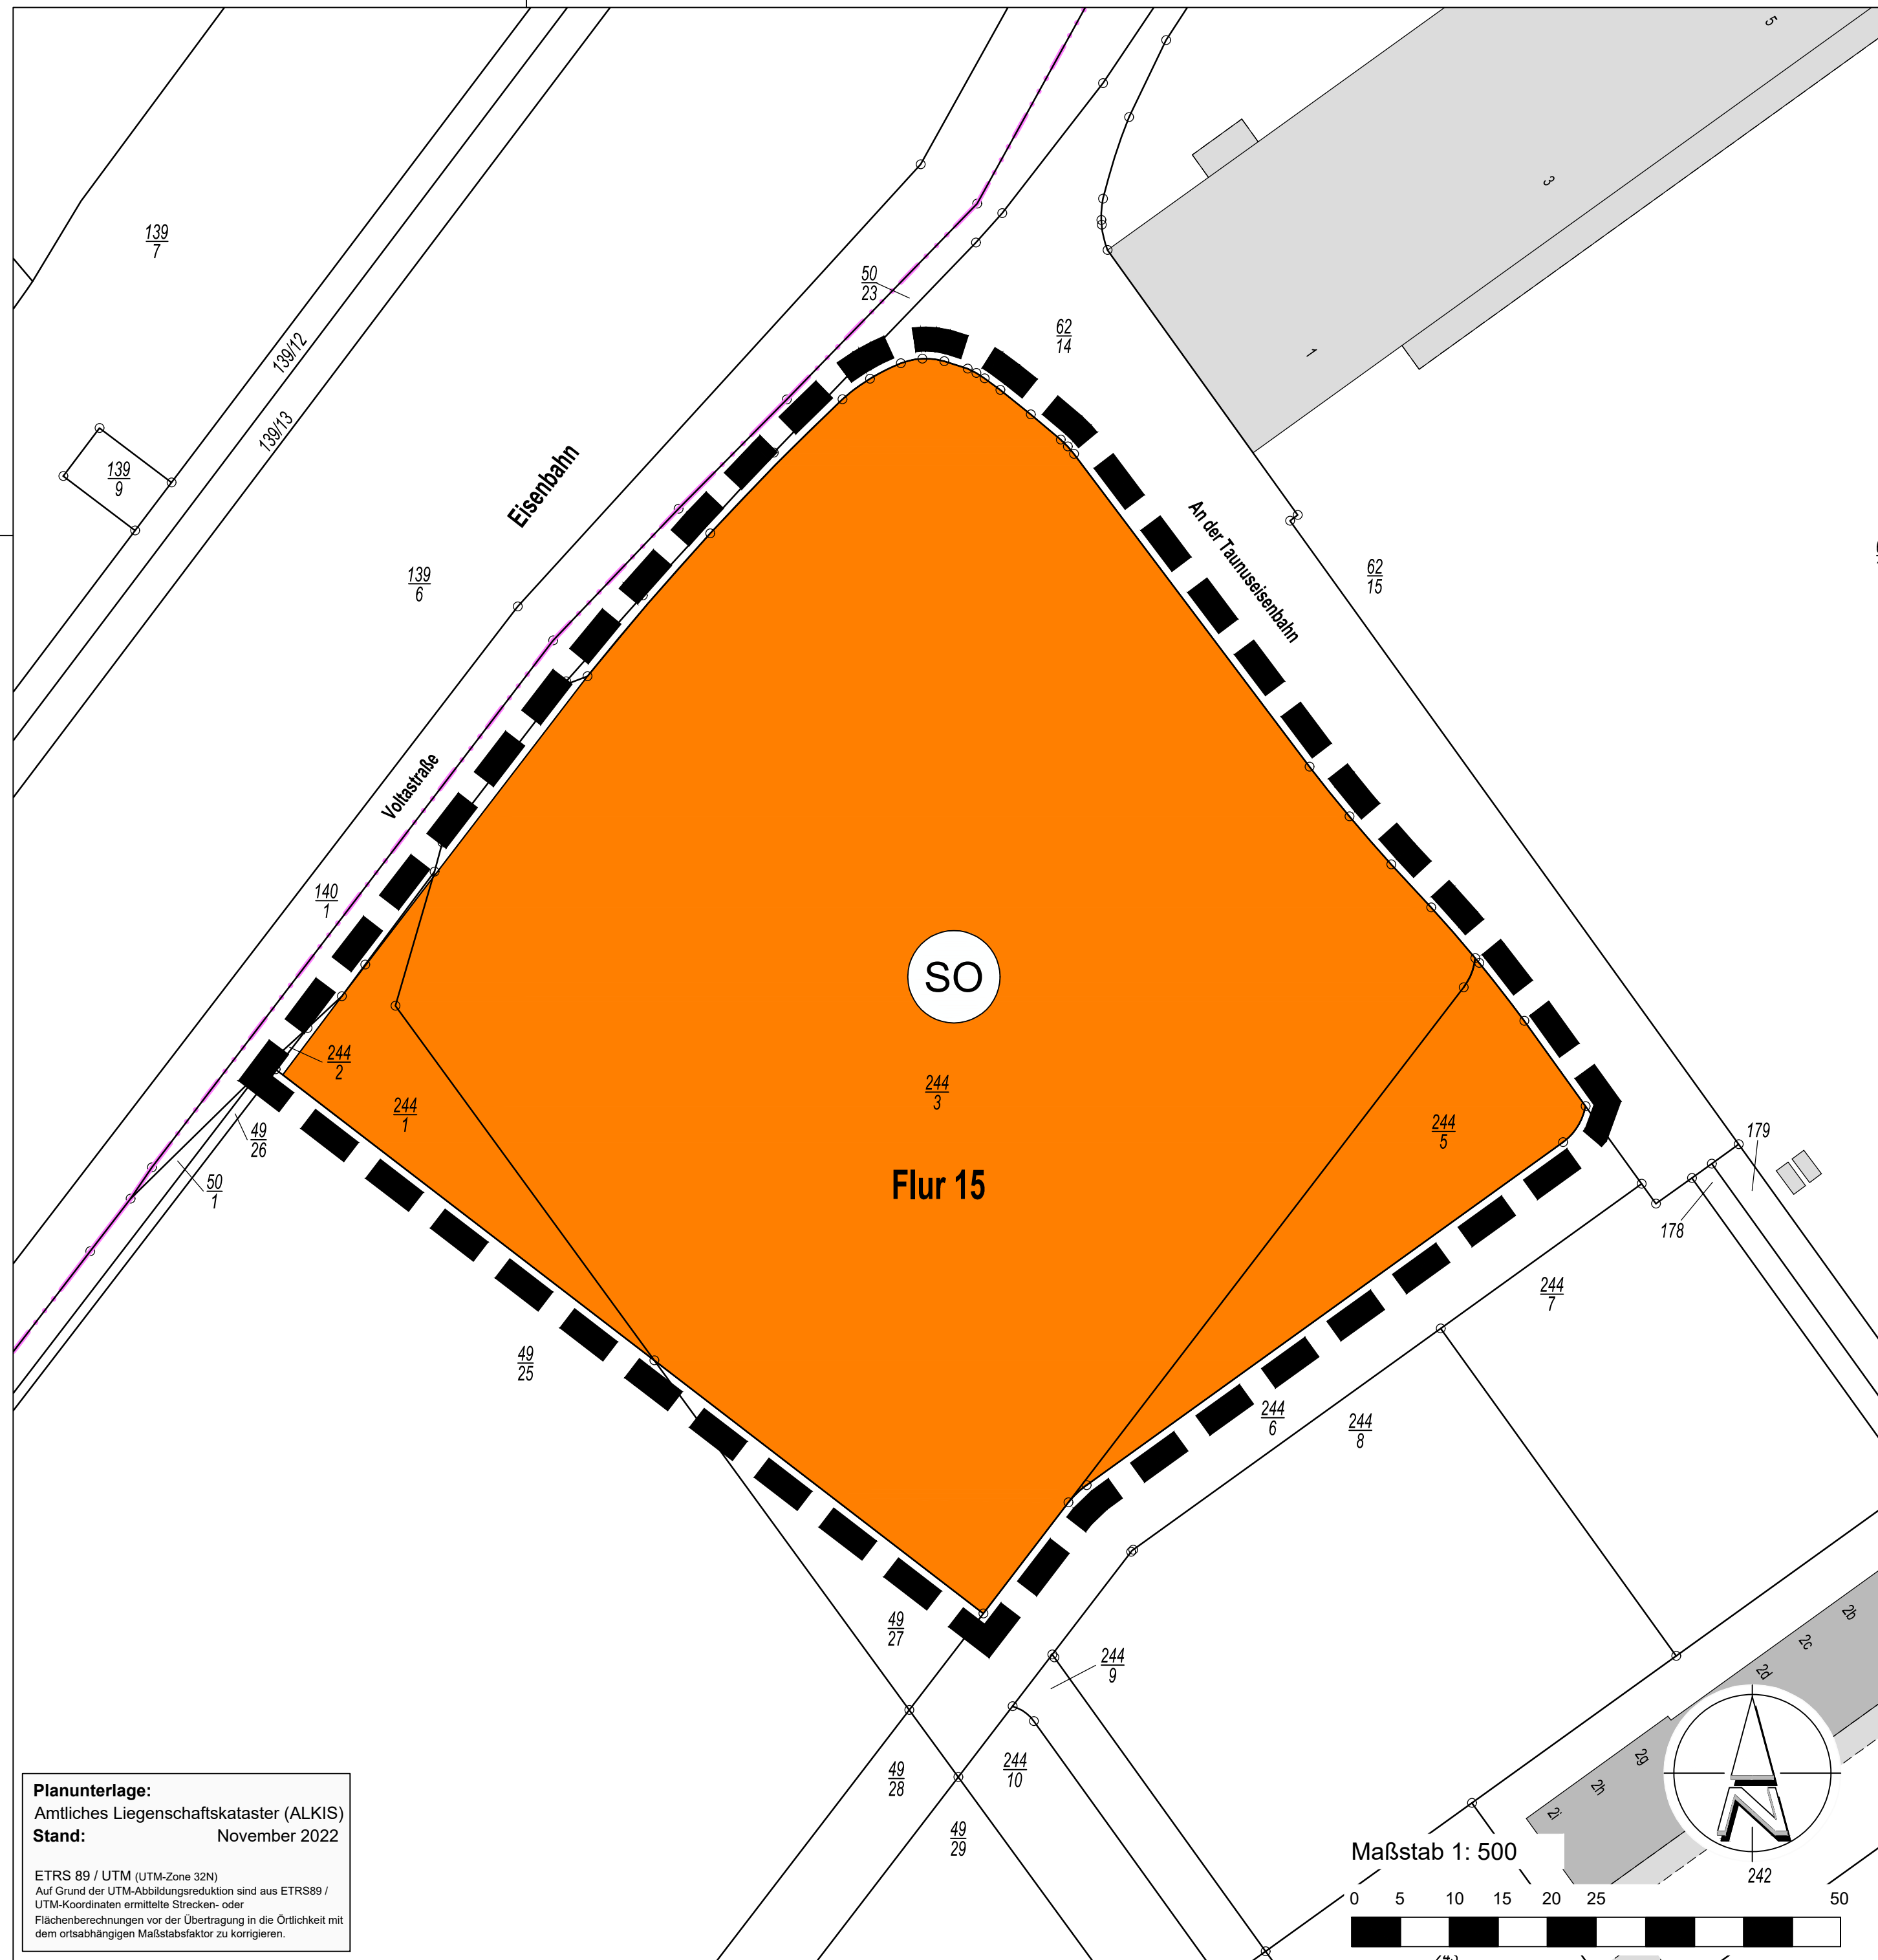 5
3
139
7
50
23
62
14
1
139/12
139/13
139
9
Eisenbahn
An der Taunuseisenbahn
139
6
62
15
Voltastraße
140
1
SO
244
2
244
3
244
1
244
5
49
26
179
50
1
Flur 15
178
244
7
49
25
244
6
244
8
49
27
244
9
2b
2c
2d
2g
2h
2i
49
28
244
10
49
29
242
Planunterlage:
Amtliches Liegenschaftskataster (ALKIS)
Stand: November 2022
ETRS 89 / UTM (UTM-Zone 32N)
Auf Grund der UTM-Abbildungsreduktion sind aus ETRS89 /
UTM-Koordinaten ermittelte Strecken- oder
Flächenberechnungen vor der Übertragung in die Örtlichkeit mit
dem ortsabhängigen Maßstabsfaktor zu korrigieren.
N
Maßstab 1: 500
0 5 10 15 20 25 50